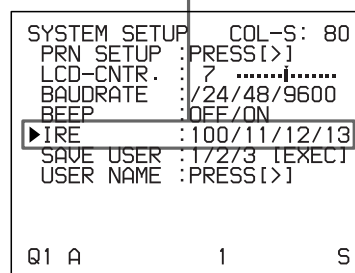 SYSTEM SETUP COL-S: 80
PRN SETUP :PRESS[>]
LCD-CNTR. : 7
BAUDRATE :/24/48/9600
BEEP :OFF/ON
▶IRE :100/11/12/13
SAVE USER :1/2/3 [EXEC]
USER NAME :PRESS[>]
Q1 A 1 S